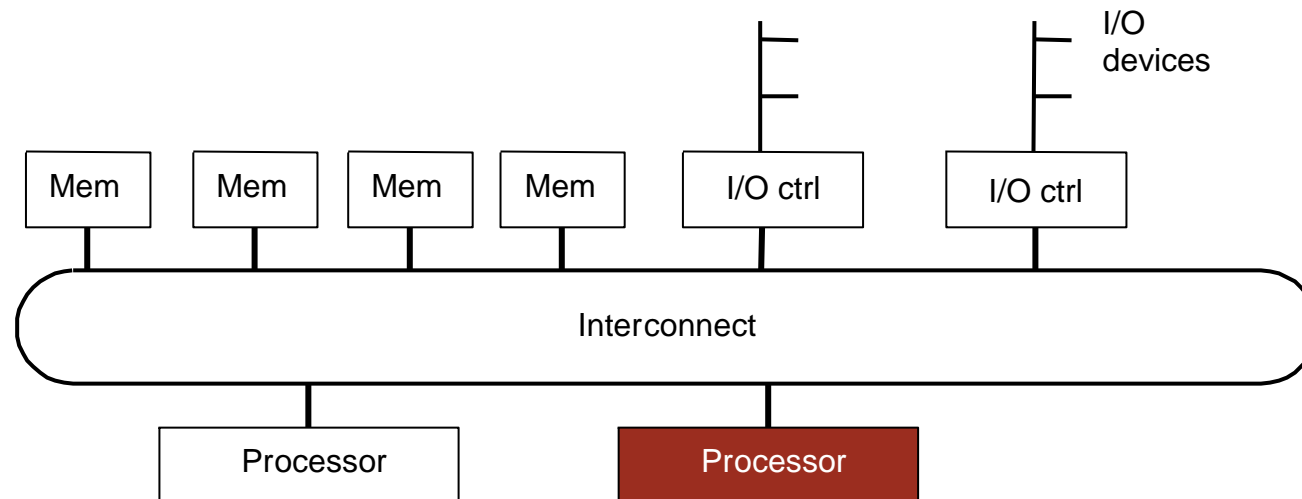 I/O
devices
Mem
Mem
Mem
Mem
I/O ctrl
I/O ctrl
Interconnect
Processor
Processor